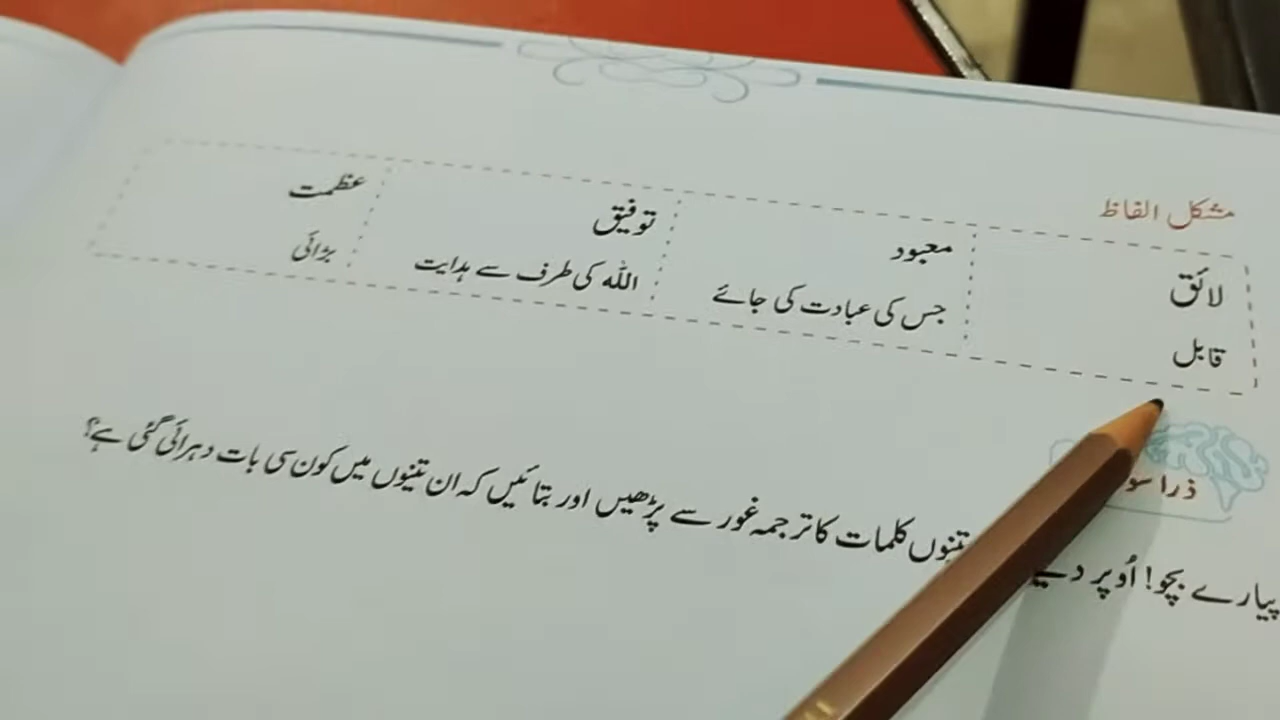 مشکل الفاظ
لائق معبود توفیق عظمت
قابل جس کی عبادت کی جائے اللہ کی طرف سے ہدایت بڑائی
ذرا
پیارے بچو! اُوپر تینوں کلمات کا ترجمہ غور سے پڑھیں اور بتائیں کہ ان تینوں میں کون سی بات دہرائی گئی ہے؟